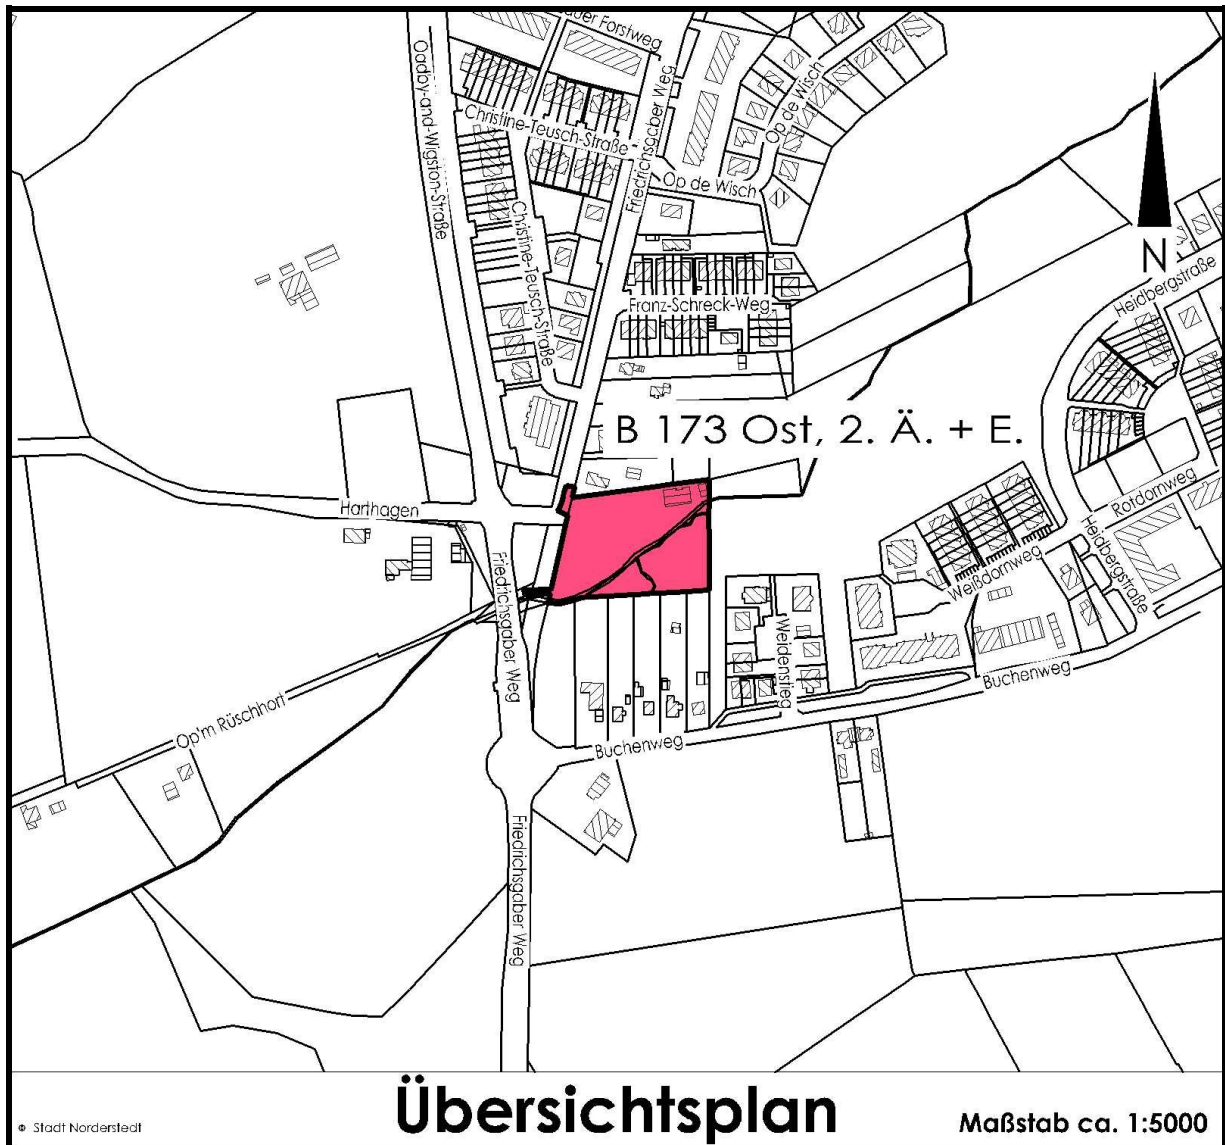 Forstweg
Oadby-and-Wigston-Straße
Friedrichsgaber Weg
Op de Wisch
Christine-Teusch-Straße
Op de Wisch
Christine-Teusch-Straße
N
Heidbergstraße
Franz-Schreck-Weg
B 173 Ost, 2. Ä. + E.
Harthagen
Rotdornweg
Heidbergstraße
Weißdornweg
Friedrichsgaber Weg
Weidenstieg
Buchenweg
Op'm Rüschhort
Buchenweg
Friedrichsgaber Weg
Übersichtsplan
© Stadt Norderstedt
Maßstab ca. 1:5000